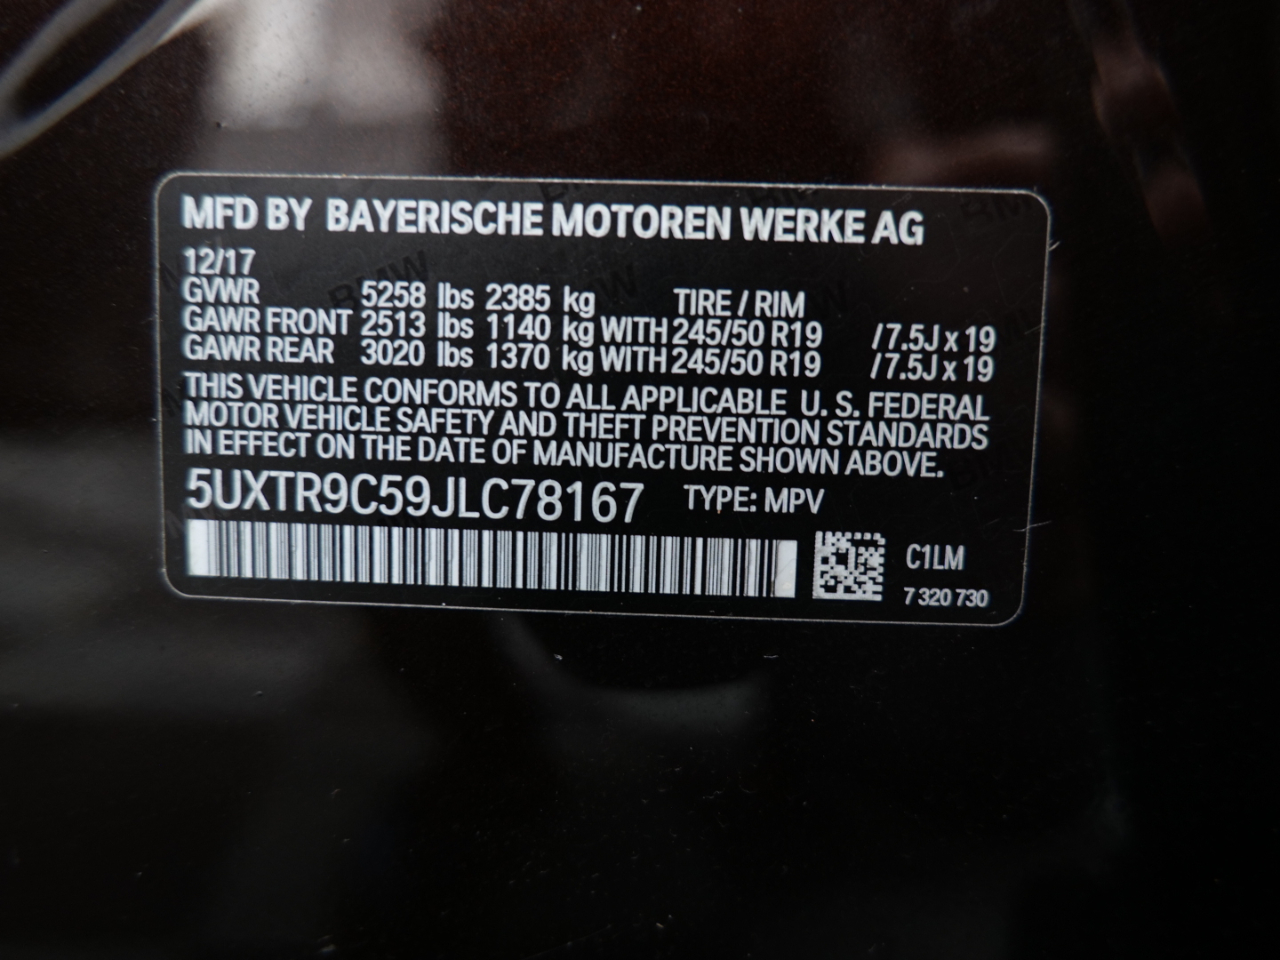 MFD BY BAYERISCHE MOTOREN WERKE AG
12/17
GVWR 5258 lbs 2385 kg TIRE / RIM
GAWR FRONT 2513 lbs 1140 kg WITH 245/50 R19 /7.5J x 19
GAWR REAR 3020 lbs 1370 kg WITH 245/50 R19 /7.5J x 19
THIS VEHICLE CONFORMS TO ALL APPLICABLE U. S. FEDERAL
MOTOR VEHICLE SAFETY AND THEFT PREVENTION STANDARDS
IN EFFECT ON THE DATE OF MANUFACTURE SHOWN ABOVE.
5UXTR9C59JLC78167 TYPE: MPV
C1LM
7 320 730